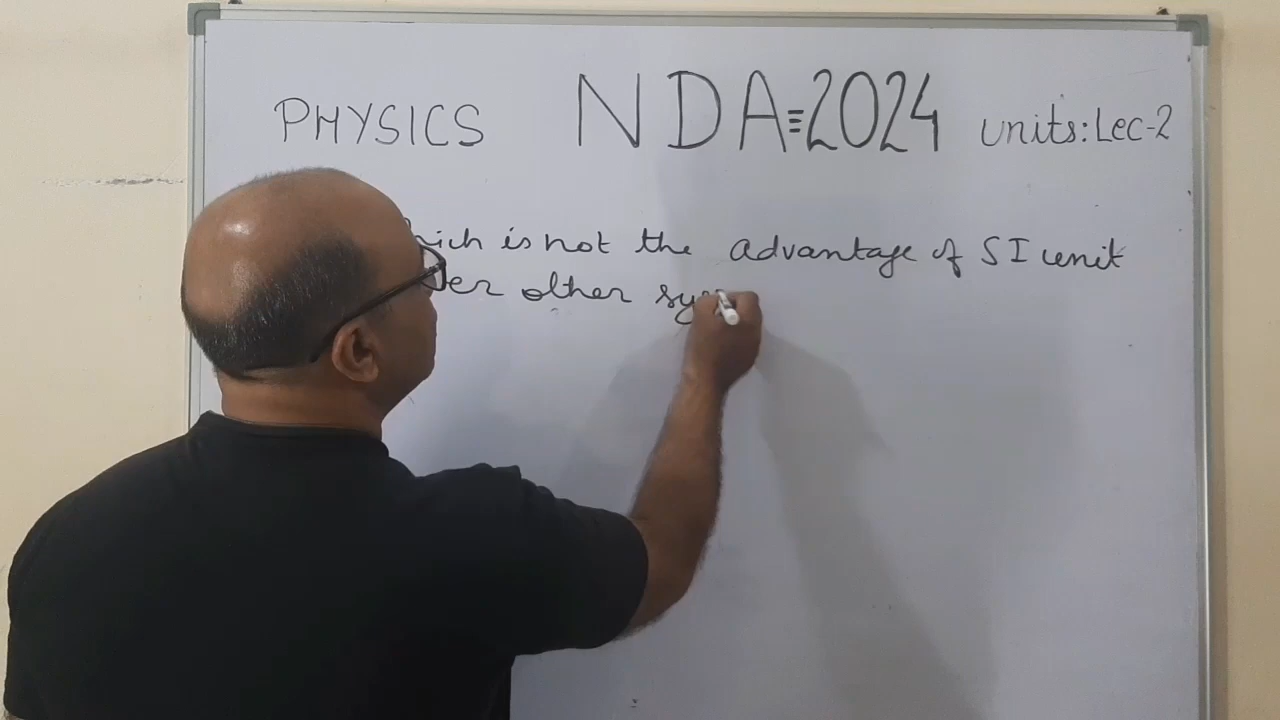 PHYSICS NDA=2024 units:Lec-2
is not the advantage of SI unit
other